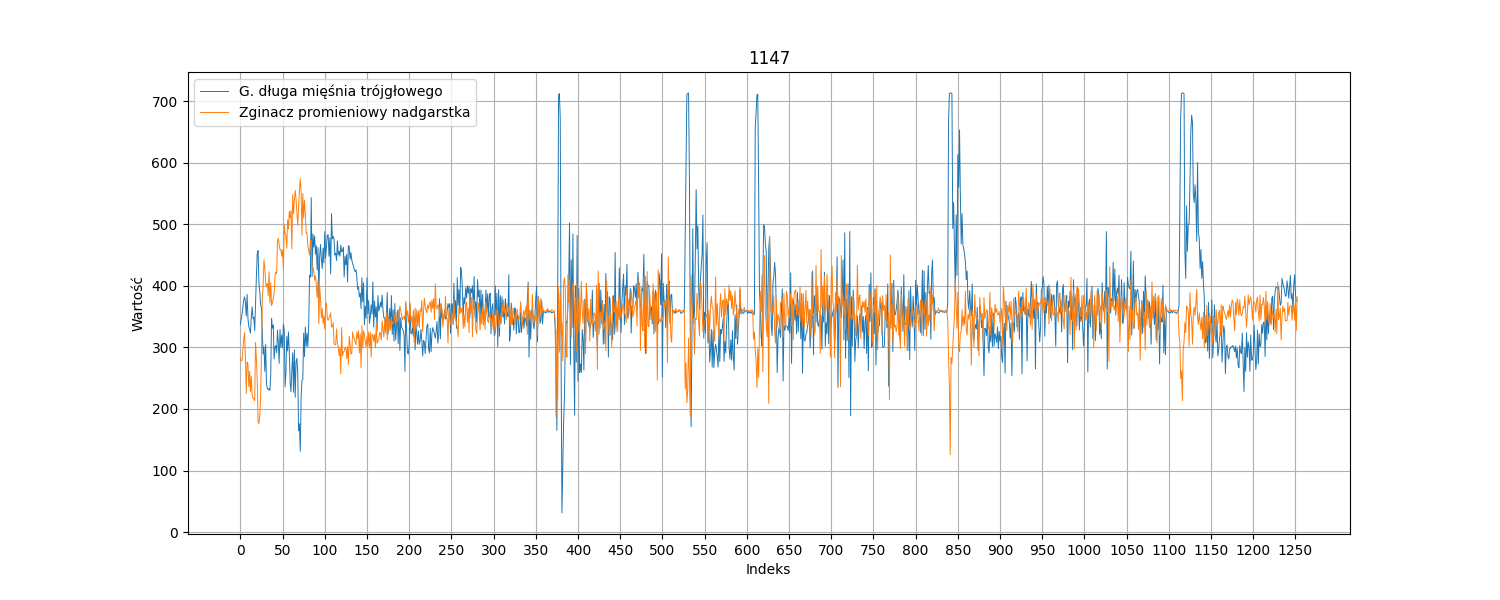 1147
G. długa mięśnia trójgłowego
Zginacz promieniowy nadgarstka
Wartość
700
600
500
400
300
200
100
0
0 50 100 150 200 250 300 350 400 450 500 550 600 650 700 750 800 850 900 950 1000 1050 1100 1150 1200 1250
Indeks